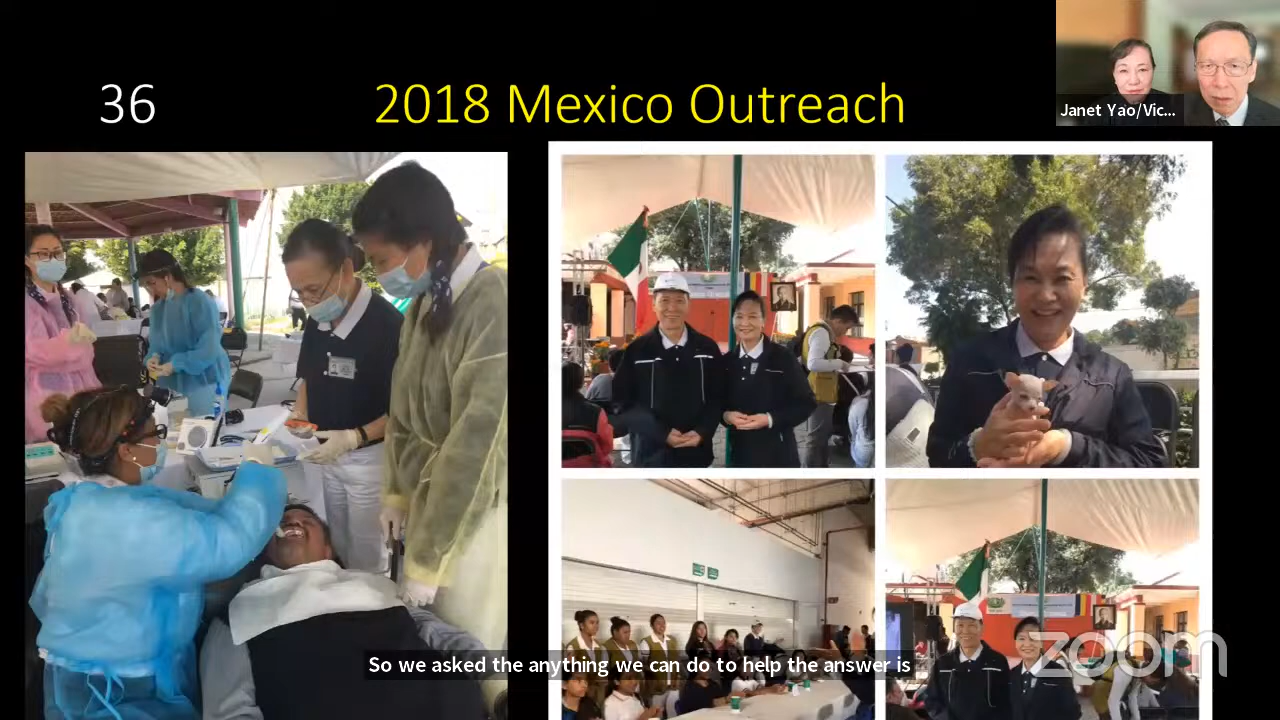 36
2018 Mexico Outreach
Janet Yao/Vic...
So we asked the anything we can do to help the answer is
zoom